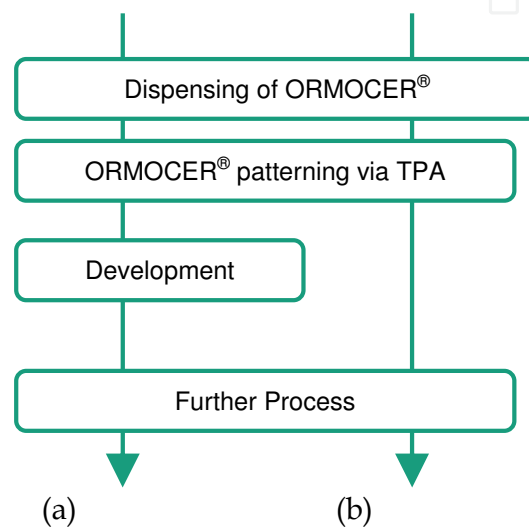 Dispensing of ORMOCER®
ORMOCER® patterning via TPA
Development
Further Process
(a) (b)